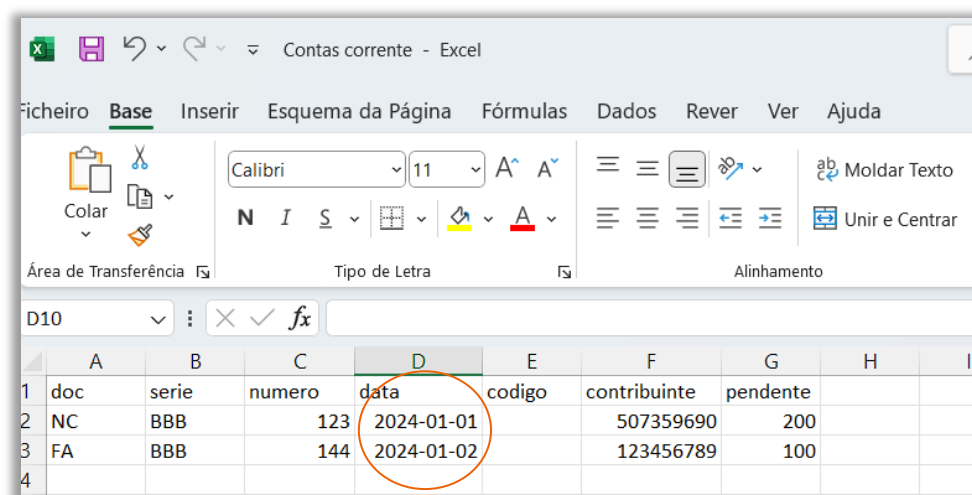 Contas corrente - Excel
Ficheiro Base Inserir Esquema da Página Fórmulas Dados Rever Ver Ajuda
Calibri 11 Moldar Texto
Colar N I S A Unir e Centrar
Área de Transferência Tipo de Letra Alinhamento
D10 fx
A B C D E F G H I
1 doc serie numero data codigo contribuinte pendente
2 NC BBB 123 2024-01-01 507359690 200
3 FA BBB 144 2024-01-02 123456789 100
4